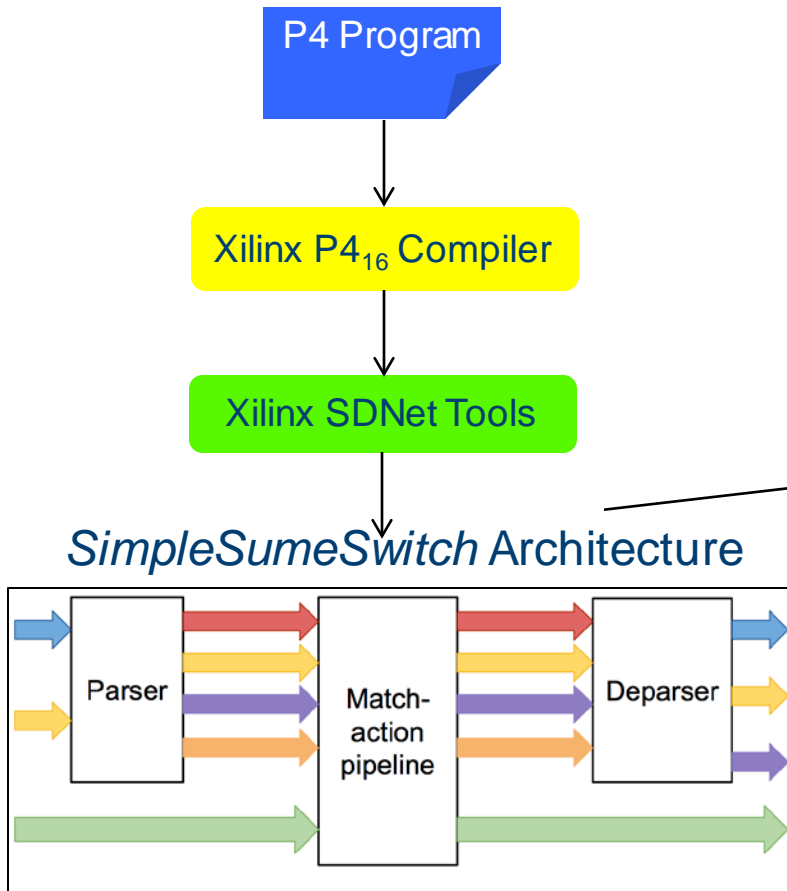 P4 Program
Xilinx P4₁₆ Compiler
Xilinx SDNet Tools
SimpleSumeSwitch Architecture
Parser
Match-
action
pipeline
Deparser